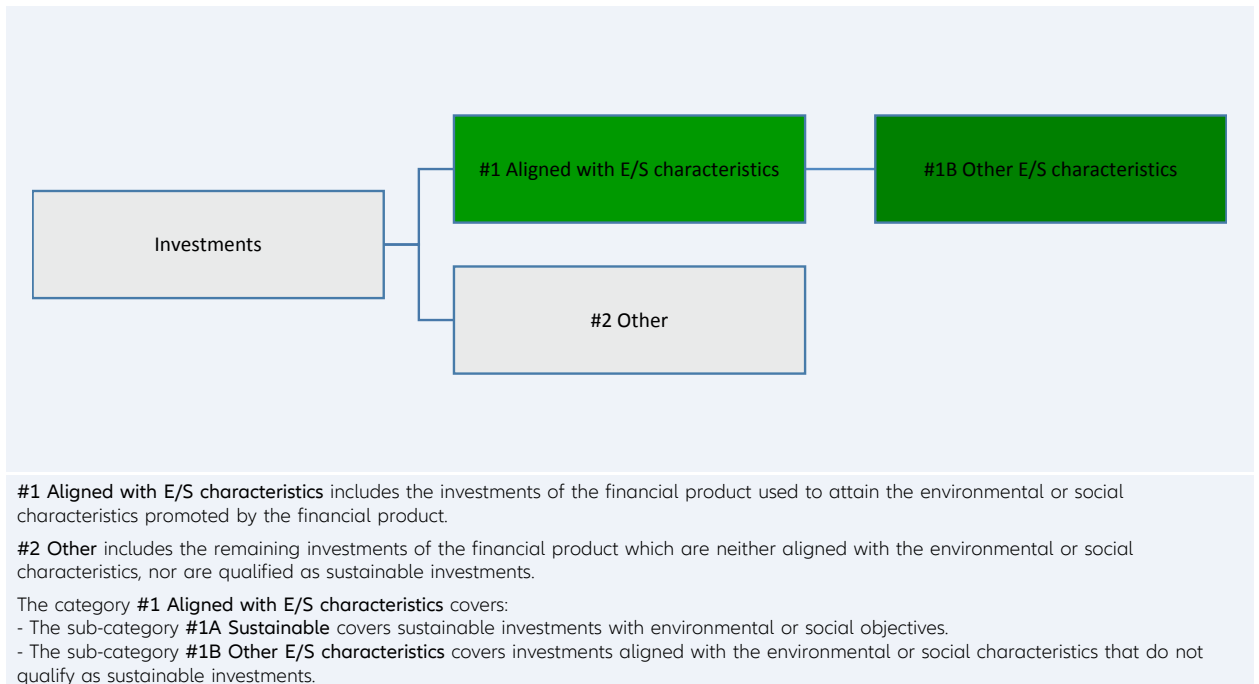 #1 Aligned with E/S characteristics
#1B Other E/S characteristics
Investments
#2 Other
#1 Aligned with E/S characteristics includes the investments of the financial product used to attain the environmental or social
characteristics promoted by the financial product.
#2 Other includes the remaining investments of the financial product which are neither aligned with the environmental or social
characteristics, nor are qualified as sustainable investments.
The category #1 Aligned with E/S characteristics covers:
- The sub-category #1A Sustainable covers sustainable investments with environmental or social objectives.
- The sub-category #1B Other E/S characteristics covers investments aligned with the environmental or social characteristics that do not
qualify as sustainable investments.